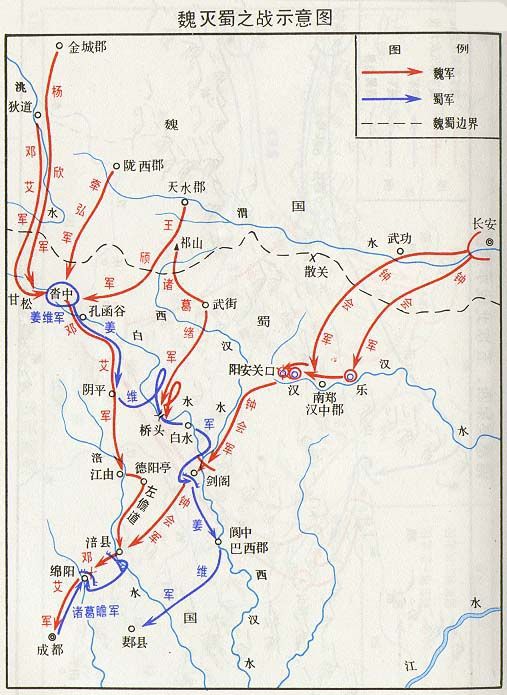 魏灭蜀之战示意图
图例
魏军
蜀军
魏蜀边界
金城郡
洮
狄道
杨
欣
军
邓
艾
军
水
魏
陇西郡
李
弘
军
天水郡
王
颀
军
渭
国
水
武功
长安
祁山
散关
诸
葛
绪
军
武街
钟
会
军
钟
会
军
甘松
沓中
姜维军
孔函谷
西
白
蜀
汉
水
阳安关口
汉
乐
汉
水
南郑
汉中郡
邓
艾
军
姜
维
军
阴平
桥头
水
白水
钟
会
军
涪
江由
德阳亭
左儋道
剑阁
钟
会
军
姜
维
军
阆中
巴西郡
涪县
邓
艾
军
绵阳
诸葛瞻军
水
成都
郪县
国
西
汉
水
江
水